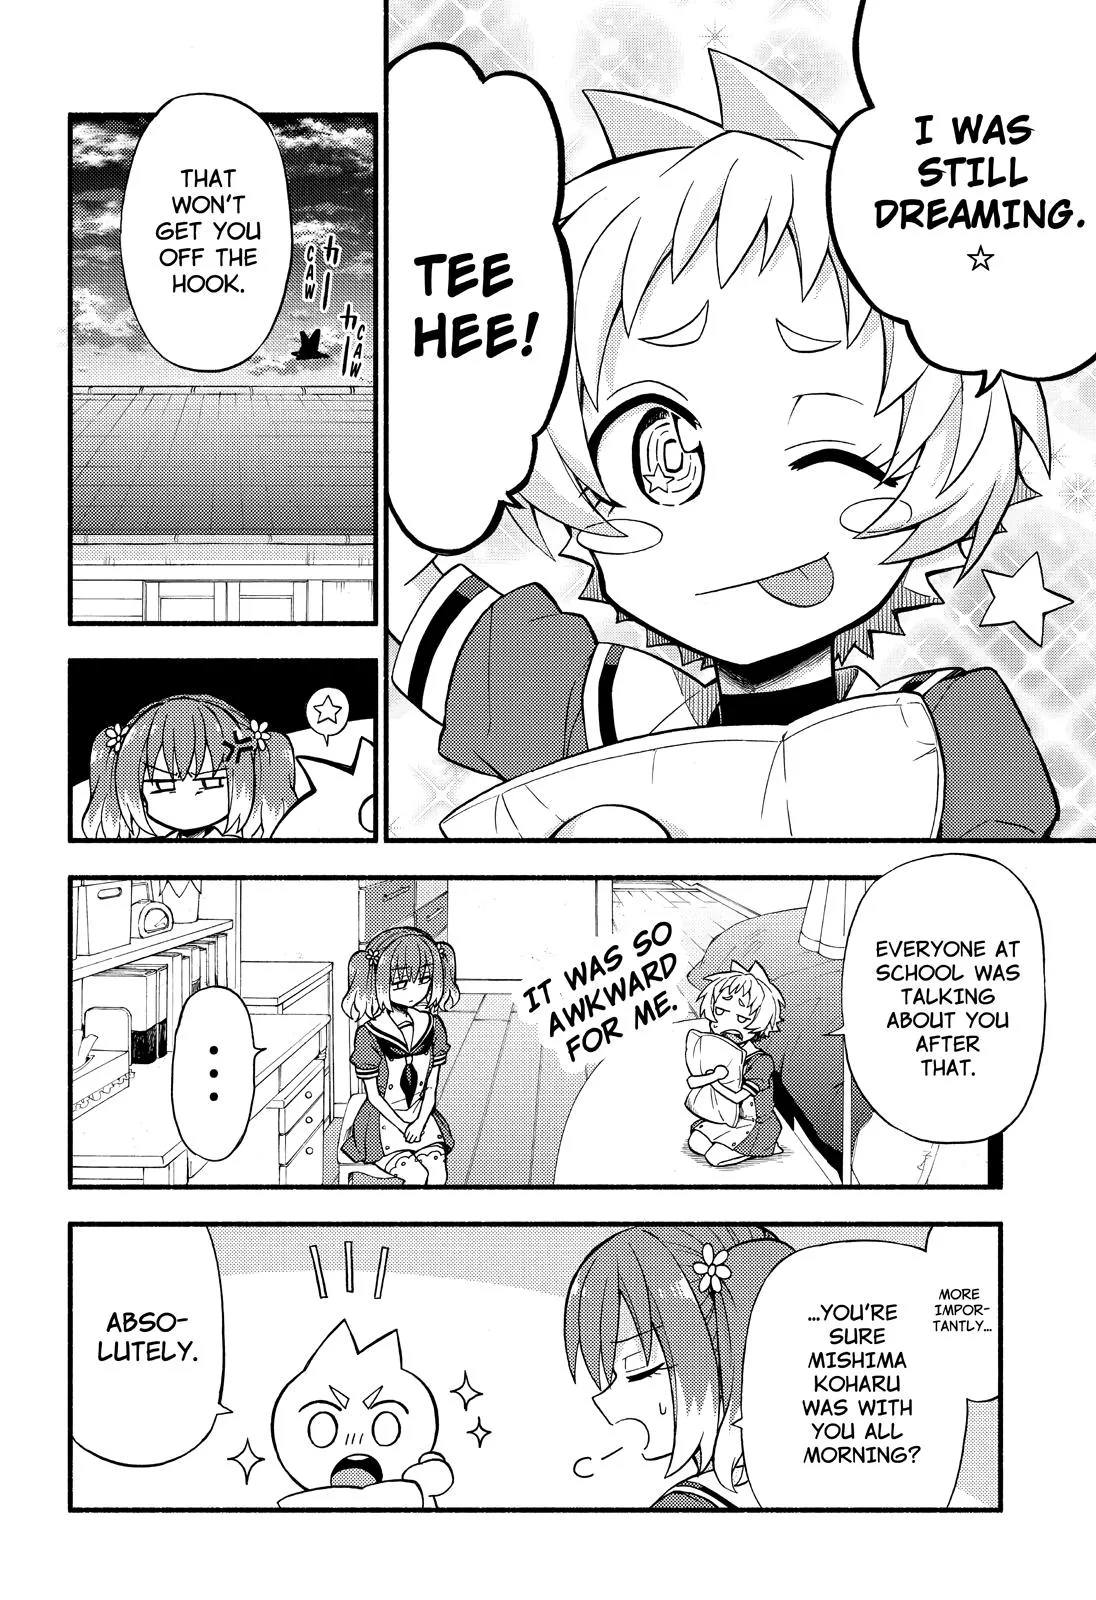 I WAS
STILL
DREAMING.
☆
TEE
HEE!
THAT
WON'T
GET YOU
OFF THE
HOOK.
カー
CAW
カー
CAW
EVERYONE AT
SCHOOL WAS
TALKING
ABOUT YOU
AFTER
THAT.
IT WAS SO
AWKWARD
FOR ME.
...
MORE
IMPOR-
TANTLY...
...YOU'RE
SURE
MISHIMA
KOHARU
WAS WITH
YOU ALL
MORNING?
ABSO-
LUTELY.